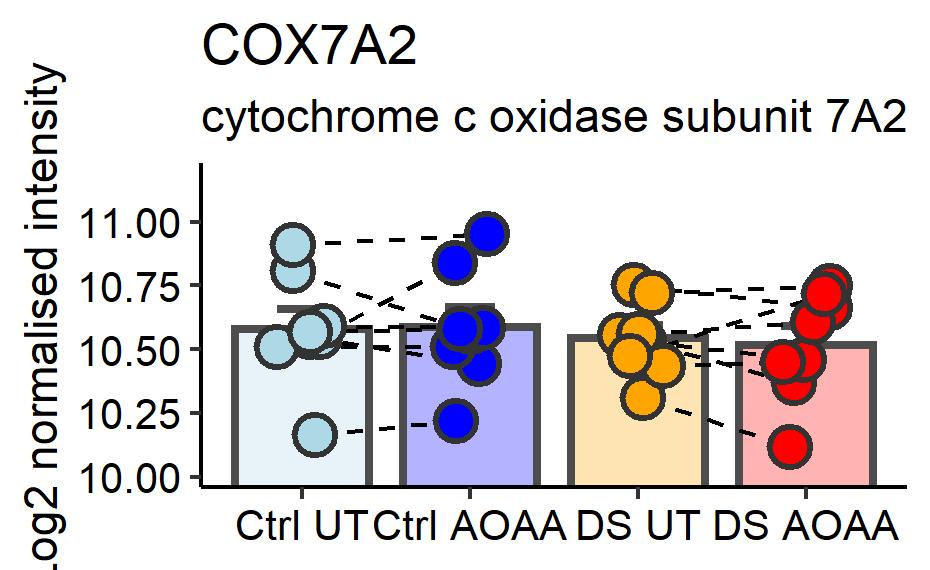 COX7A2
cytochrome c oxidase subunit 7A2
Log2 normalised intensity
11.00
10.75
10.50
10.25
10.00
Ctrl UT
Ctrl AOAA
DS UT
DS AOAA